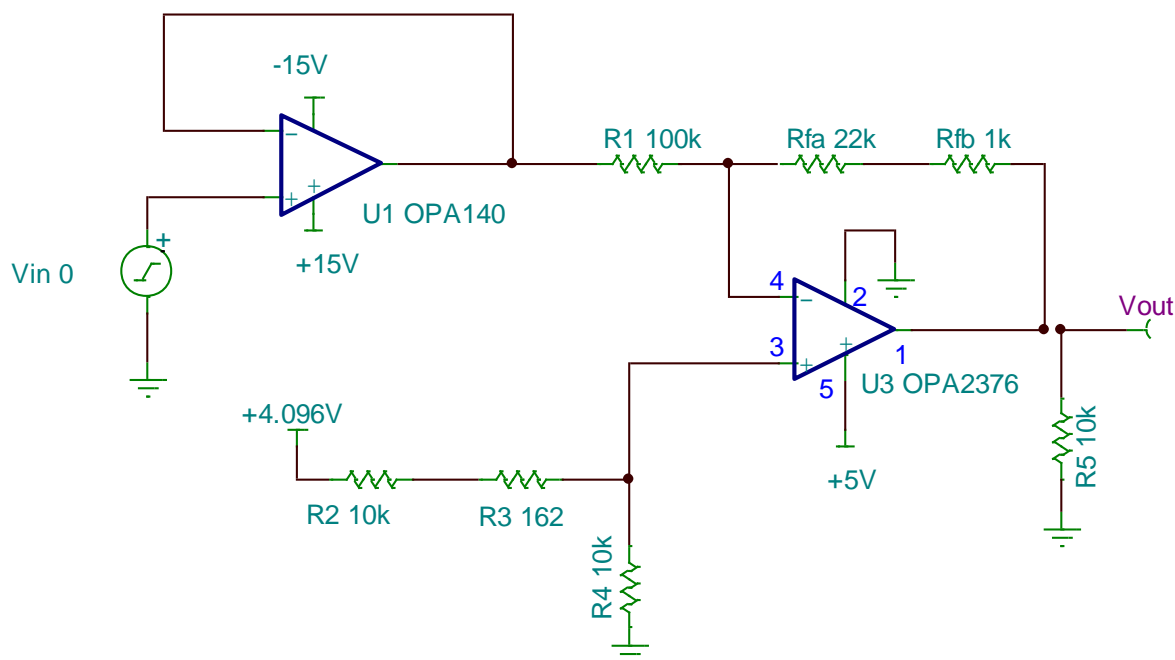 -15V
R1 100k
Rfa 22k
Rfb 1k
U1 OPA140
+15V
Vin 0
+
4
2
3
1
5
U3 OPA2376
Vout
+4.096V
+5V
R2 10k
R3 162
R4 10k
R5 10k